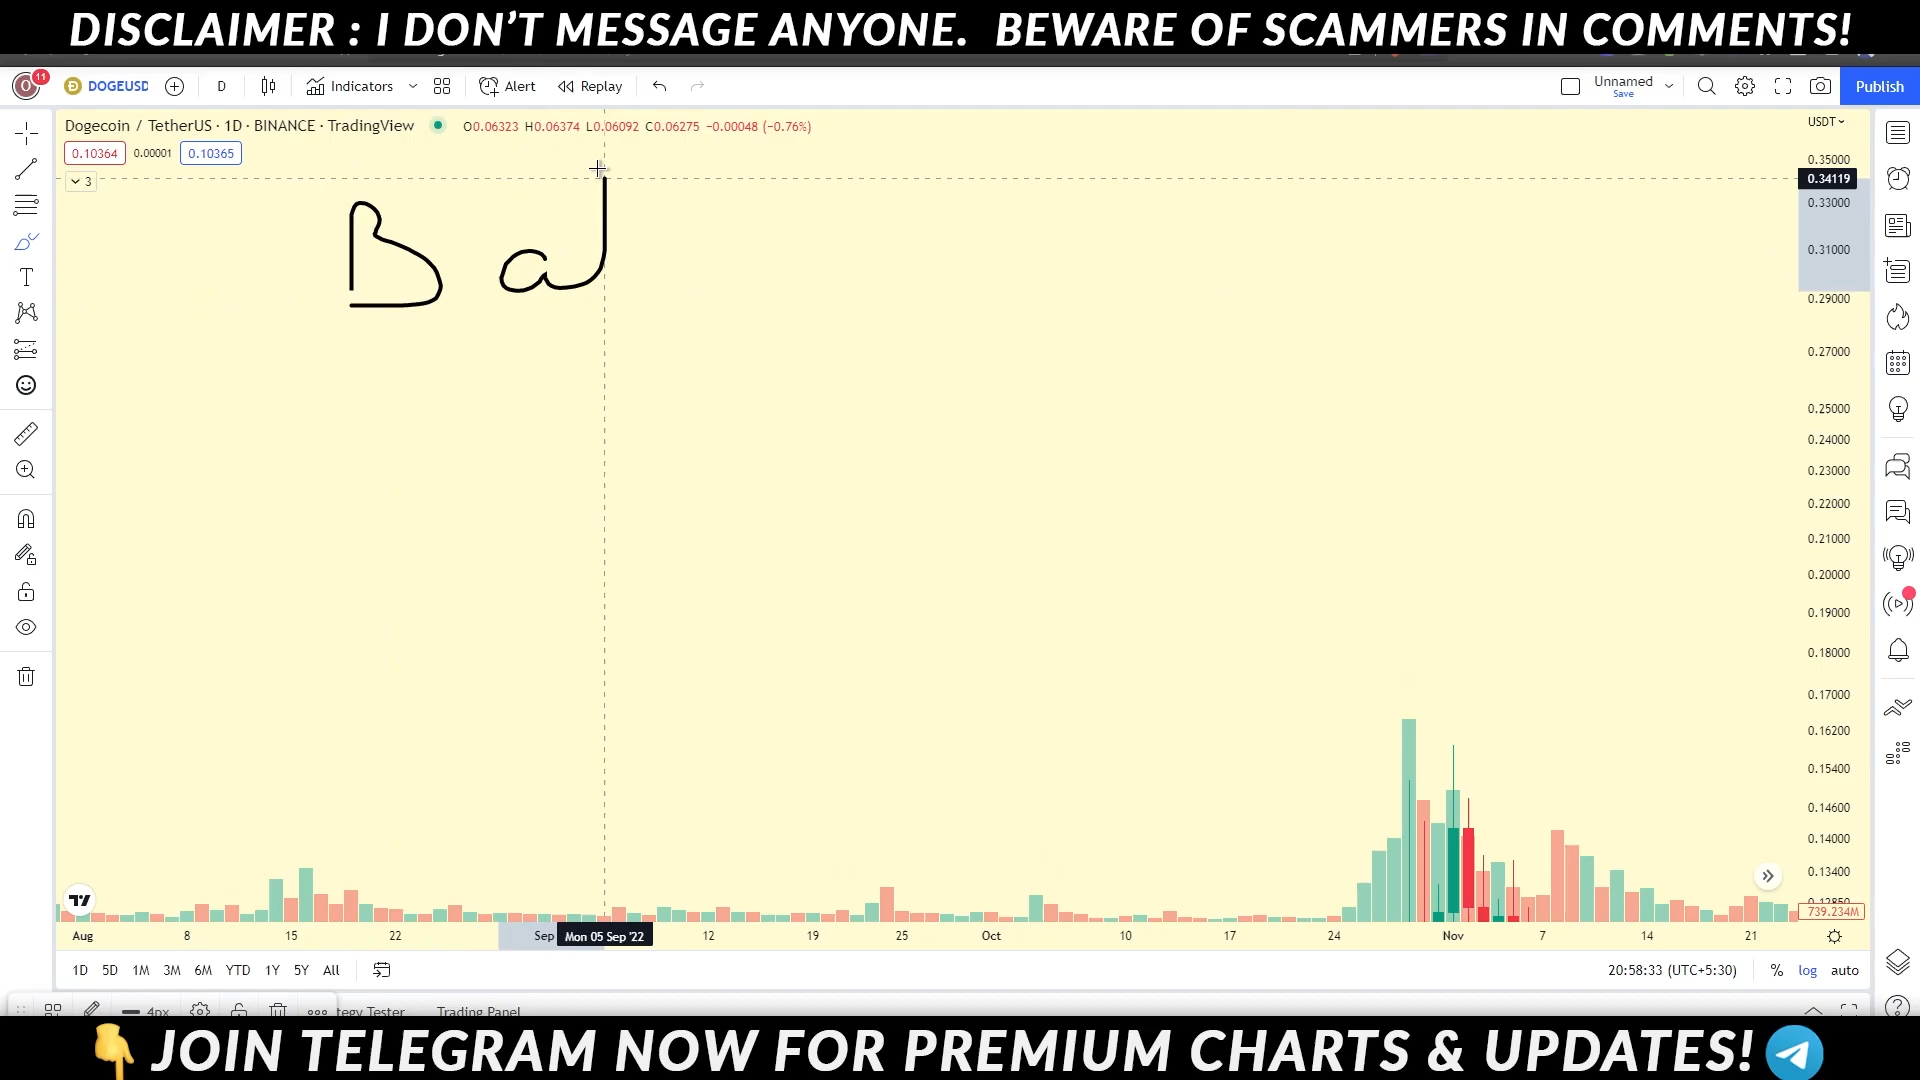 DISCLAIMER : I DON’T MESSAGE ANYONE. BEWARE OF SCAMMERS IN COMMENTS!
O 11 DOGEUSD D Indicators Alert Replay Unnamed Save Publish
Dogecoin / TetherUS · 1D · BINANCE · TradingView O0.06323 H0.06374 L0.06092 C0.06275 −0.00048 (−0.76%) USDT
0.10364 0.00001 0.10365
3
B a
0.35000
0.34119
0.33000
0.31000
0.29000
0.27000
0.25000
0.24000
0.23000
0.22000
0.21000
0.20000
0.19000
0.18000
0.17000
0.16200
0.15400
0.14600
0.14000
0.13400
0.12850
739.234M
Aug 8 15 22 Sep Mon 05 Sep '22 12 19 25 Oct 10 17 24 Nov 7 14 21
1D 5D 1M 3M 6M YTD 1Y 5Y All 20:58:33 (UTC+5:30) % log auto
4px tegy Tester Trading Panel
JOIN TELEGRAM NOW FOR PREMIUM CHARTS & UPDATES!